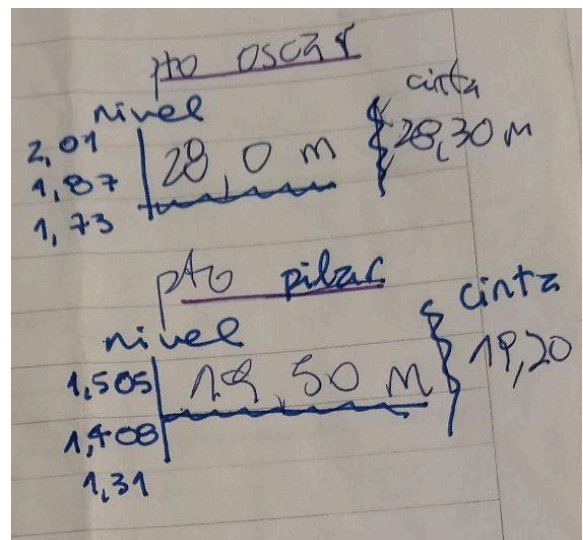 pto oscar
nivel cinta
2,01
1,87 28,0 m 28,30 m
1,73
pto pilar
nivel cinta
1,505 19,50 m 19,20
1,408
1,31